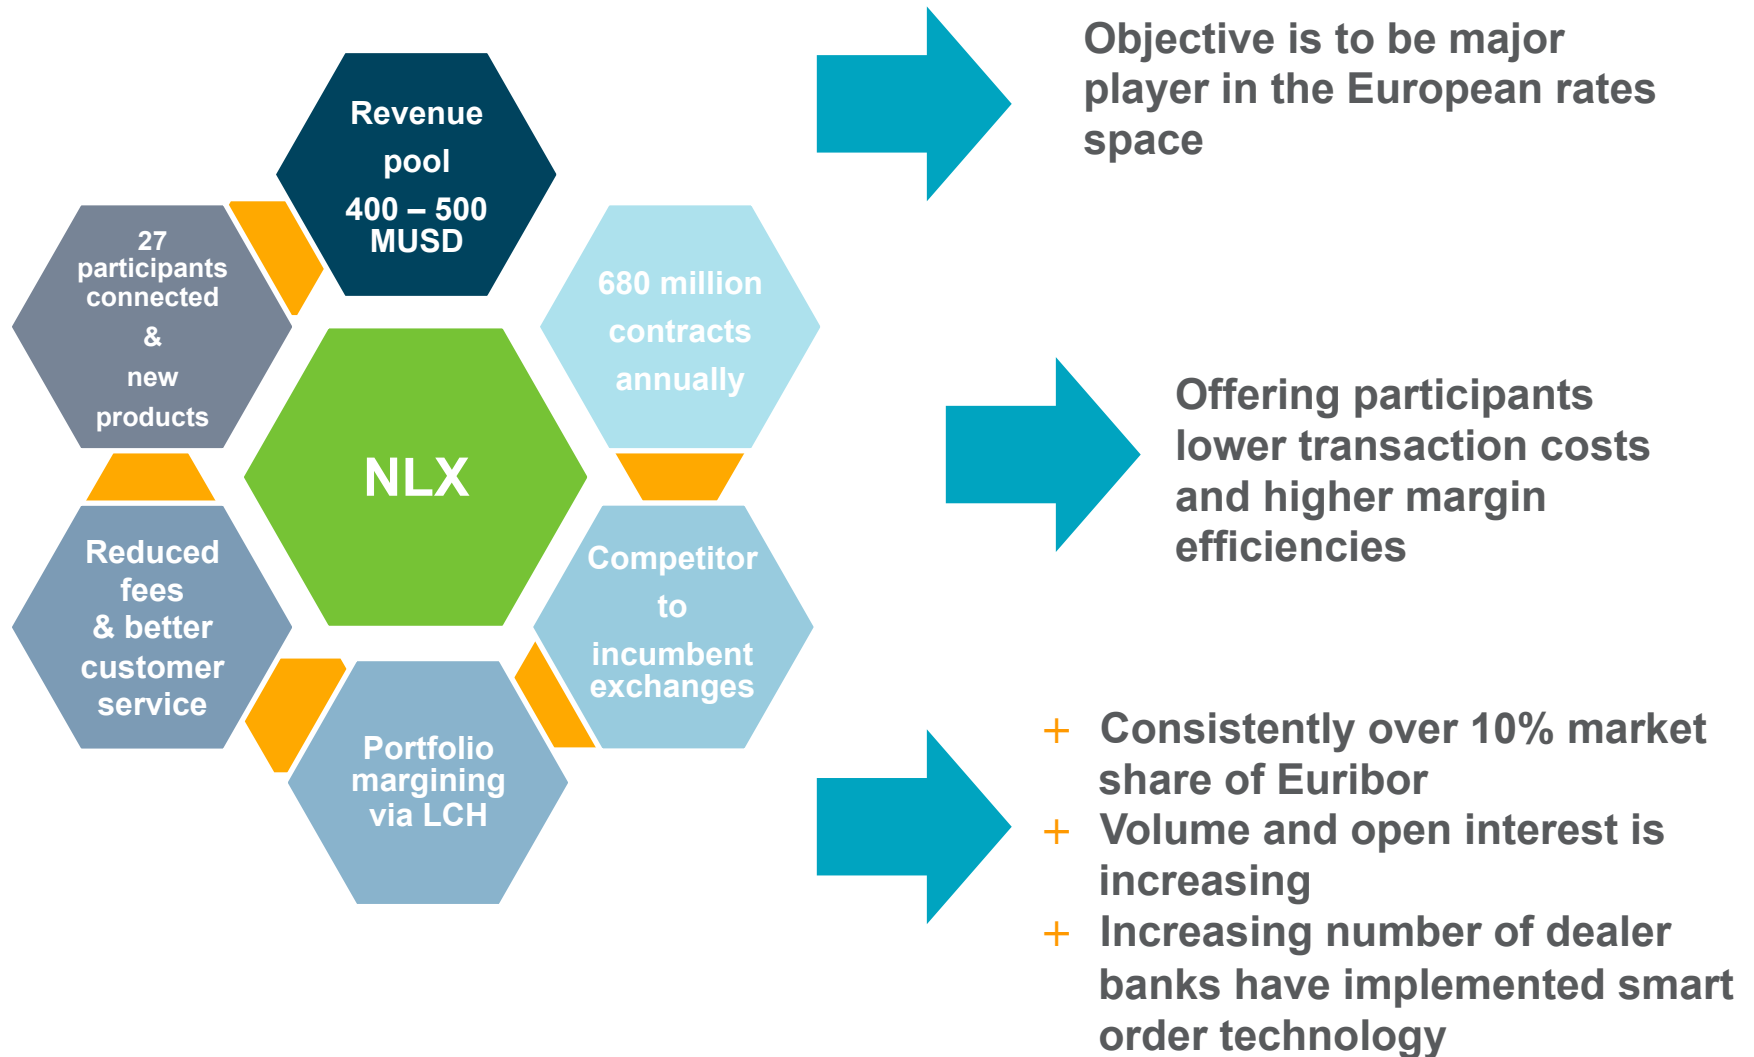 Revenue
pool
400 – 500
MUSD
27
participants
connected
&
new
products
680 million
contracts
annually
NLX
Reduced
fees
& better
customer
service
Competitor
to
incumbent
exchanges
Portfolio
margining
via LCH
Objective is to be major
player in the European rates
space
Offering participants
lower transaction costs
and higher margin
efficiencies
+ Consistently over 10% market
share of Euribor
+ Volume and open interest is
increasing
+ Increasing number of dealer
banks have implemented smart
order technology